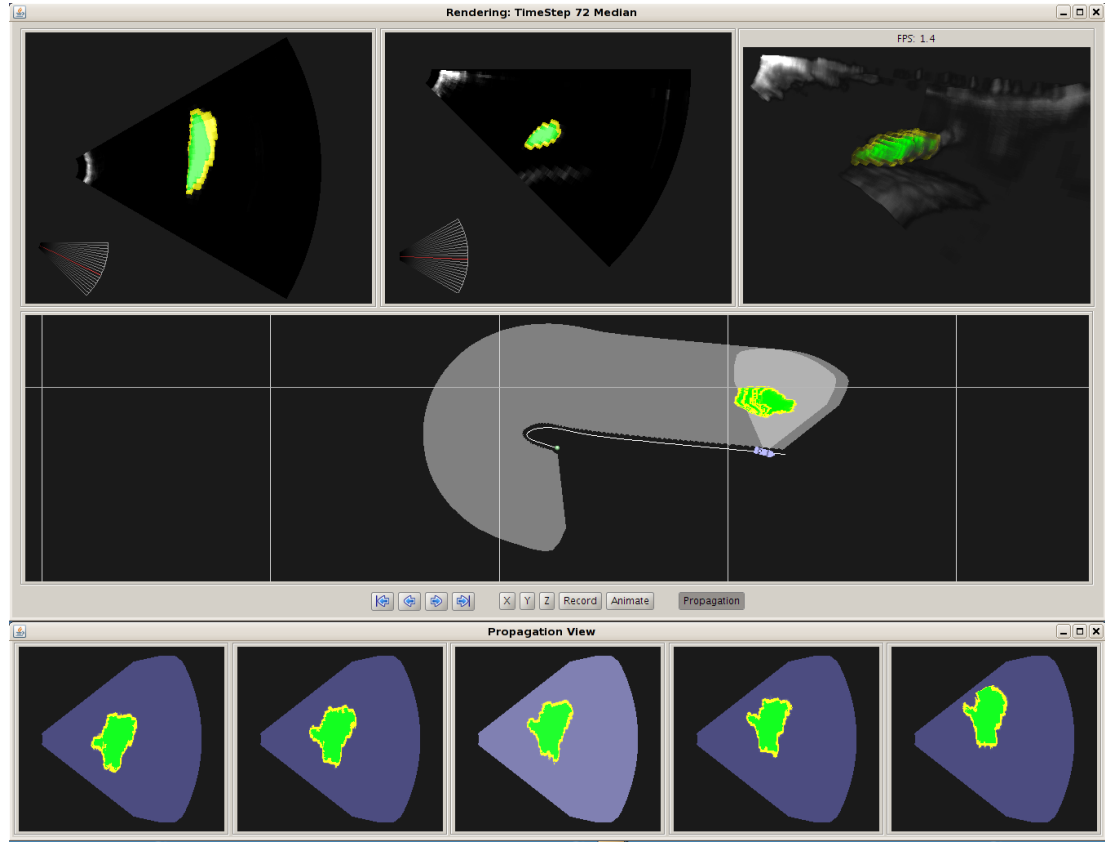 Rendering: TimeStep 72 Median
FPS: 1.4
X Y Z Record Animate Propagation
Propagation View